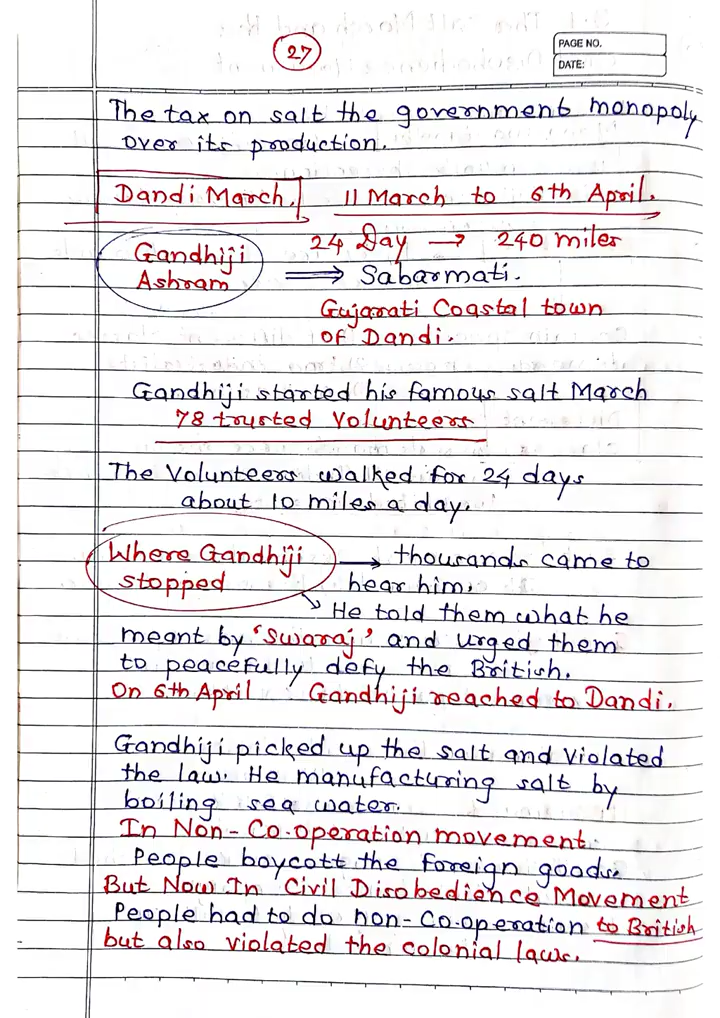 27
PAGE NO.
DATE:
The tax on salt the government monopoly
over its production.
Dandi March. 11 March to 6th April.
Gandhiji 24 Day → 240 miles
Ashram ⟹ Sabarmati.
Gujarati Coastal town
of Dandi.
Gandhiji started his famous salt March
78 trusted Volunteers
The Volunteers walked for 24 days
about 10 miles a day.
Where Gandhiji → thousands came to
stopped hear him.
→ He told them what he
meant by 'Swaraj' and urged them
to peacefully defy the British.
On 6th April Gandhiji reached to Dandi.
Gandhiji picked up the salt and Violated
the law. He manufacturing salt by
boiling sea water.
In Non-Co.operation movement.
People boycott the foreign goods.
But Now In Civil Disobedience Movement
People had to do non-Co.operation to British
but also violated the colonial laws.